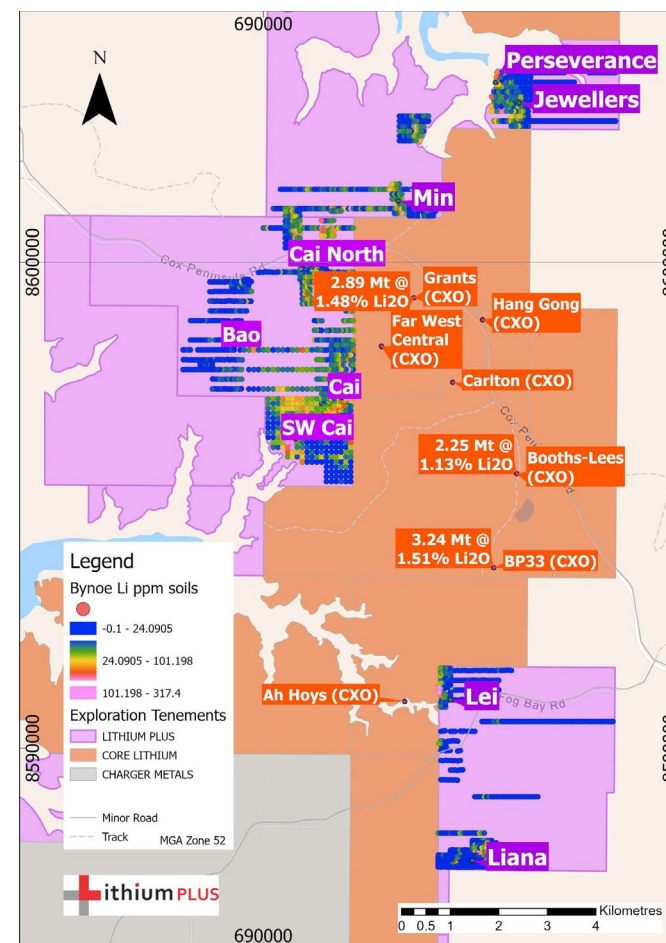 690000
N
Perseverance
Jewellers
Min
8600000
Cai North
Cox Peninsula Rd
2.89 Mt @
1.48% Li2O
Grants
(CXO)
Hang Gong
(CXO)
Far West
Central
(CXO)
Bao
Cai
Carlton (CXO)
SW Cai
2.25 Mt @
1.13% Li2O
Booths-Lees
(CXO)
3.24 Mt @
1.51% Li2O
BP33 (CXO)
Legend
Bynoe Li ppm soils
-0.1 - 24.0905
24.0905 - 101.198
101.198 - 317.4
Exploration Tenements
LITHIUM PLUS
CORE LITHIUM
CHARGER METALS
Minor Road
Track
MGA Zone 52
Ah Hoys (CXO)
Lei
Fog Bay Rd
8590000
Liana
Lithium PLUS
Kilometres
0 0.5 1 2 3 4
690000